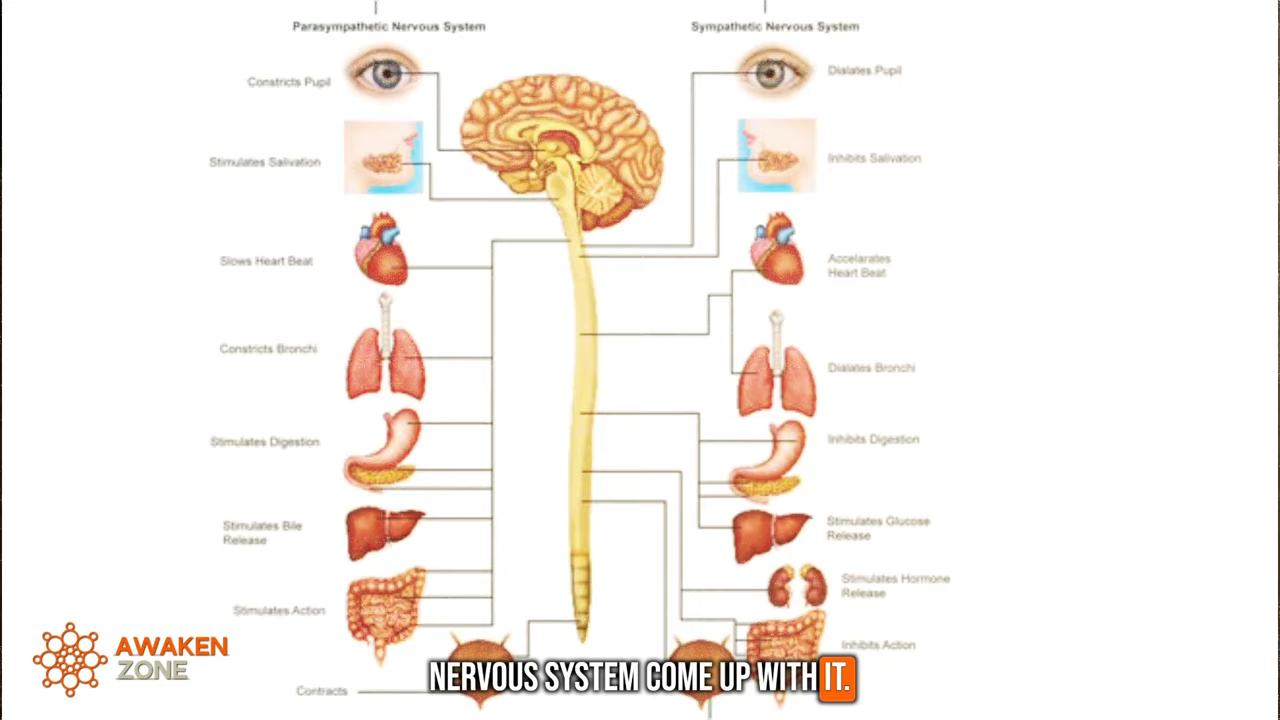 Parasympathetic Nervous System
Constricts Pupil
Stimulates Salivation
Slows Heart Beat
Constricts Bronchi
Stimulates Digestion
Stimulates Bile
Release
Stimulates Action
Contracts
Sympathetic Nervous System
Dialates Pupil
Inhibits Salivation
Accelarates
Heart Beat
Dialates Bronchi
Inhibits Digestion
Stimulates Glucose
Release
Stimulates Hormone
Release
Inhibits Action
AWAKEN
ZONE
NERVOUS SYSTEM COME UP WITH IT.